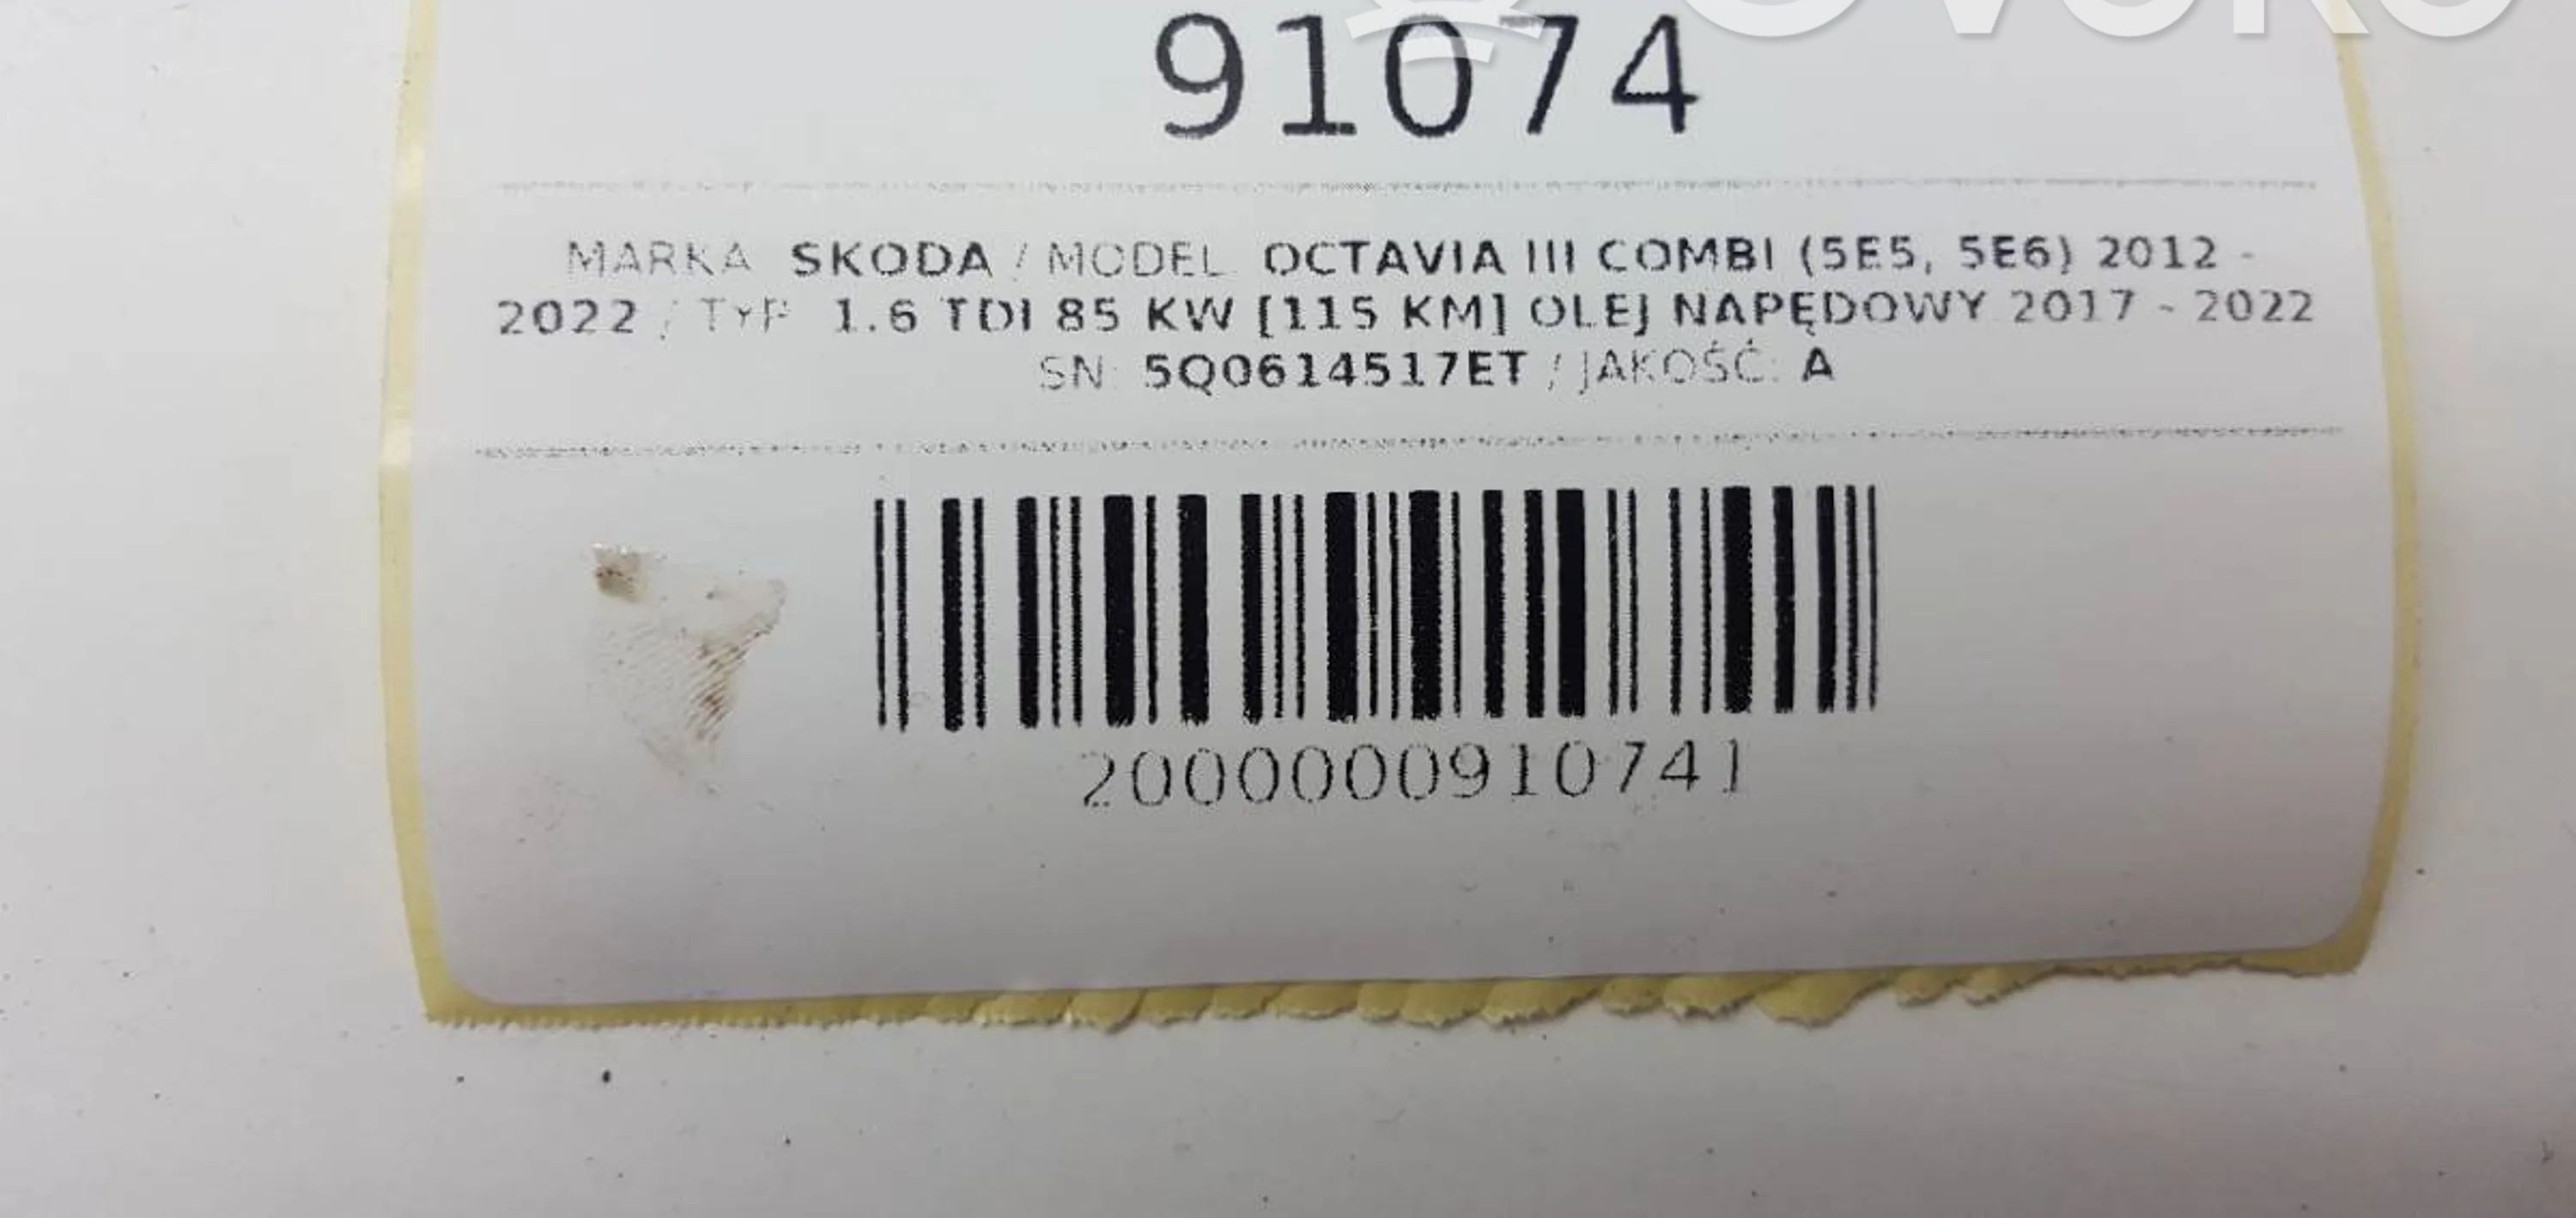 OVOKO
91074
MARKA: SKODA / MODEL: OCTAVIA III COMBI (5E5, 5E6) 2012 -
2022 / TYP: 1.6 TDI 85 KW [115 KM] OLEJ NAPĘDOWY 2017 - 2022
SN: 5Q0614517ET / JAKOŚĆ: A
2000000910741